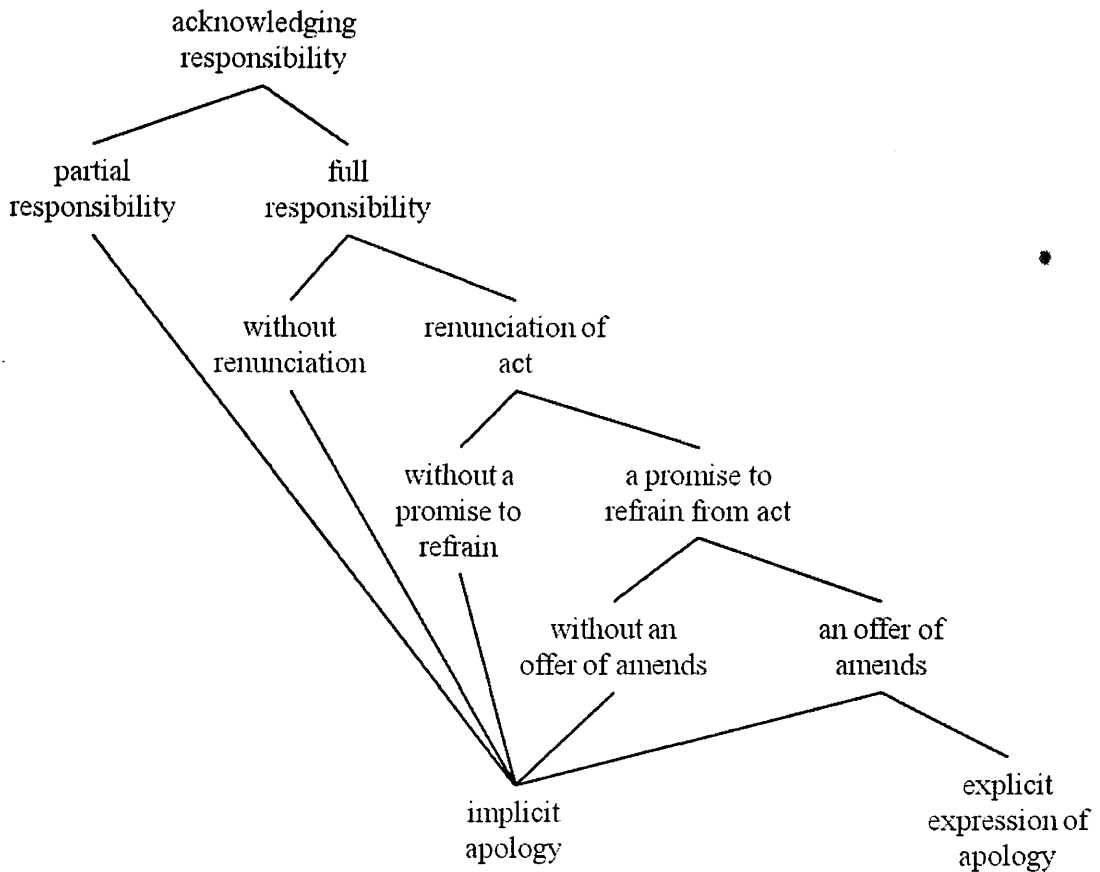 acknowledging
responsibility
partial
responsibility
full
responsibility
without
renunciation
renunciation of
act
without a
promise to
refrain
a promise to
refrain from act
without an
offer of amends
an offer of
amends
implicit
apology
explicit
expression of
apology